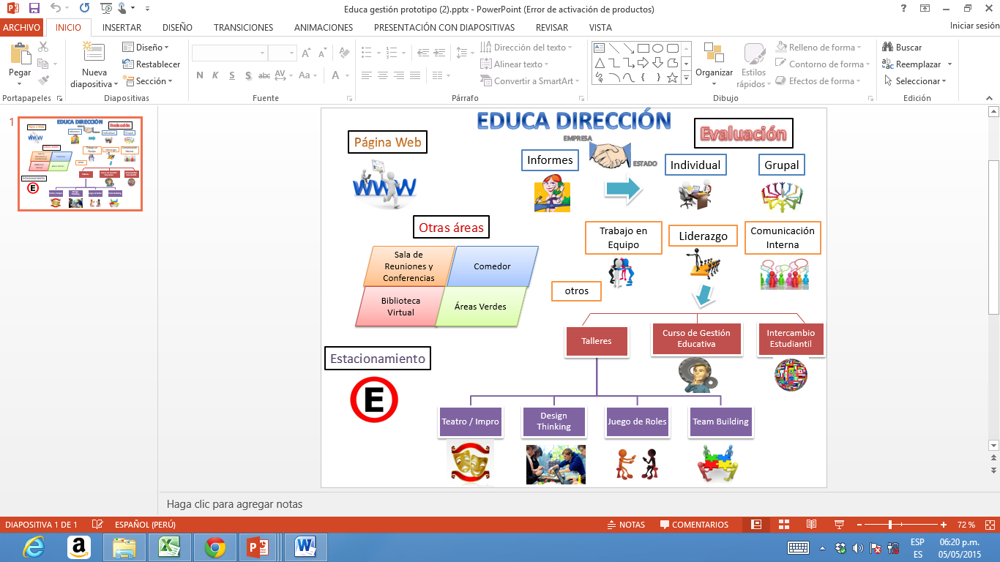 Educa gestión prototipo (2).pptx - PowerPoint (Error de activación de productos)
ARCHIVO INICIO INSERTAR DISEÑO TRANSICIONES ANIMACIONES PRESENTACIÓN CON DIAPOSITIVAS REVISAR VISTA Iniciar sesión
Pegar
Portapapeles
Nueva
diapositiva
Diseño
Restablecer
Sección
Diapositivas
N K S S abc AV Aa A
Fuente
Dirección del texto
Alinear texto
Convertir a SmartArt
Párrafo
Organizar
Estilos
rápidos
Relleno de forma
Contorno de forma
Efectos de forma
Dibujo
Buscar
Reemplazar
Seleccionar
Edición
1
EDUCA DIRECCIÓN
Página Web
WWW
EMPRESA
ESTADO
Evaluación
Informes
Individual
Grupal
Otras áreas
Sala de
Reuniones y
Conferencias
Comedor
Biblioteca
Virtual
Áreas Verdes
Trabajo en
Equipo
Liderazgo
Comunicación
Interna
otros
Talleres
Curso de Gestión
Educativa
Intercambio
Estudiantil
Estacionamiento
E
Teatro / Impro
Design
Thinking
Juego de Roles
Team Building
Haga clic para agregar notas
DIAPOSITIVA 1 DE 1 ESPAÑOL (PERÚ) NOTAS COMENTARIOS 72 %
ESP
ES
06:20 p.m.
05/05/2015